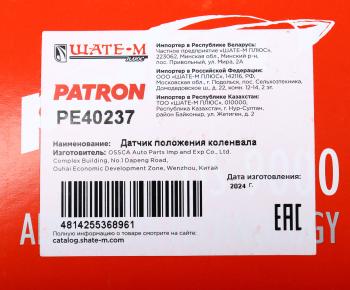 ШАТЕ-М
ПЛЮС
PATRON
PE40237
Импортер в Республике Беларусь:
Частное предприятие «ШАТЕ-М ПЛЮС»,
223062, Минская обл., Минский р-н,
пос. Привольный, ул. Мира, 2А
Импортер в Российской Федерации:
ООО «ШАТЕ-М ПЛЮС», 142116, РФ,
Московская обл., г. Подольск, пос. Сельхозтехника,
Домодедовское ш., д. 22, комн. 12-14, 2 эт.
Импортер в Республике Казахстан:
ТОО «ШАТЕ-М ПЛЮС», 010000,
Республика Казахстан, г. Нур-Султан,
район Байконыр, ул. Жетиген, д. 2
Наименование: Датчик положения коленвала
Изготовитель: OSSCA Auto Parts Imp and Exp Co., Ltd.
Complex Building, No.1 Dapeng Road,
Ouhai Economic Development Zone, Wenzhou, Китай
Дата изготовления:
2024 г.
4814255368961
EAC
Полную информацию о товаре смотрите на сайте:
catalog.shate-m.com